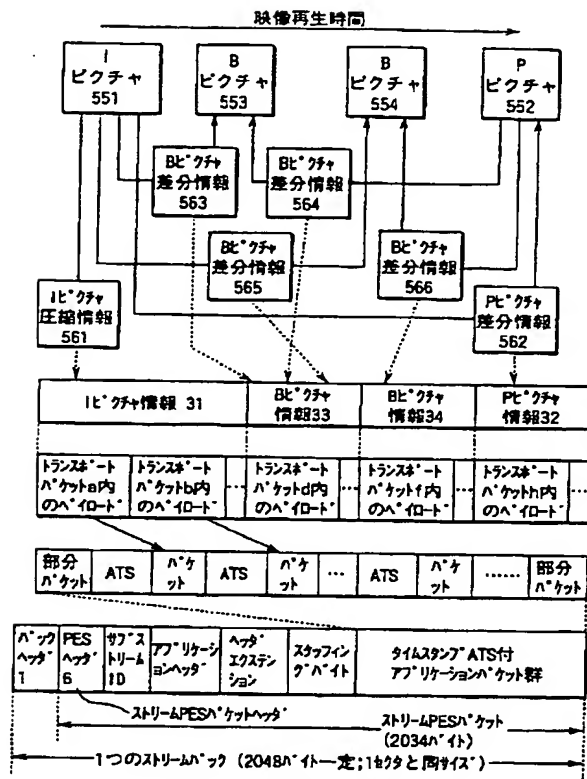 映像再生時間
I
ピクチャ
551
B
ピクチャ
553
B
ピクチャ
554
P
ピクチャ
552
Bピクチャ
差分情報
563
Bピクチャ
差分情報
564
Bピクチャ
差分情報
565
Bピクチャ
差分情報
566
Iピクチャ
圧縮情報
561
Pピクチャ
差分情報
562
Iピクチャ情報 31
Bピクチャ
情報33
Bピクチャ
情報34
Pピクチャ
情報32
トランスポート
パケットa内
のペイロード
トランスポート
パケットb内
のペイロード
…
トランスポート
パケットd内
のペイロード
…
トランスポート
パケットf内
のペイロード
…
トランスポート
パケットh内
のペイロード
…
部分
パケット
ATS
パケ
ット
ATS
パケ
ット
…
ATS
パケ
ット
……
部分
パケット
パック
ヘッダ
1
PES
ヘッダ
6
サブス
トリーム
ID
アプリケーシ
ョンヘッダ
ヘッダ
エクステン
ション
スタッフィン
グバイト
タイムスタンプATS付
アプリケーションパケット群
ストリームPESパケットヘッダ
ストリームPESパケット
(2034バイト)
1つのストリームパック (2048バイト一定;1セクタと同サイズ)